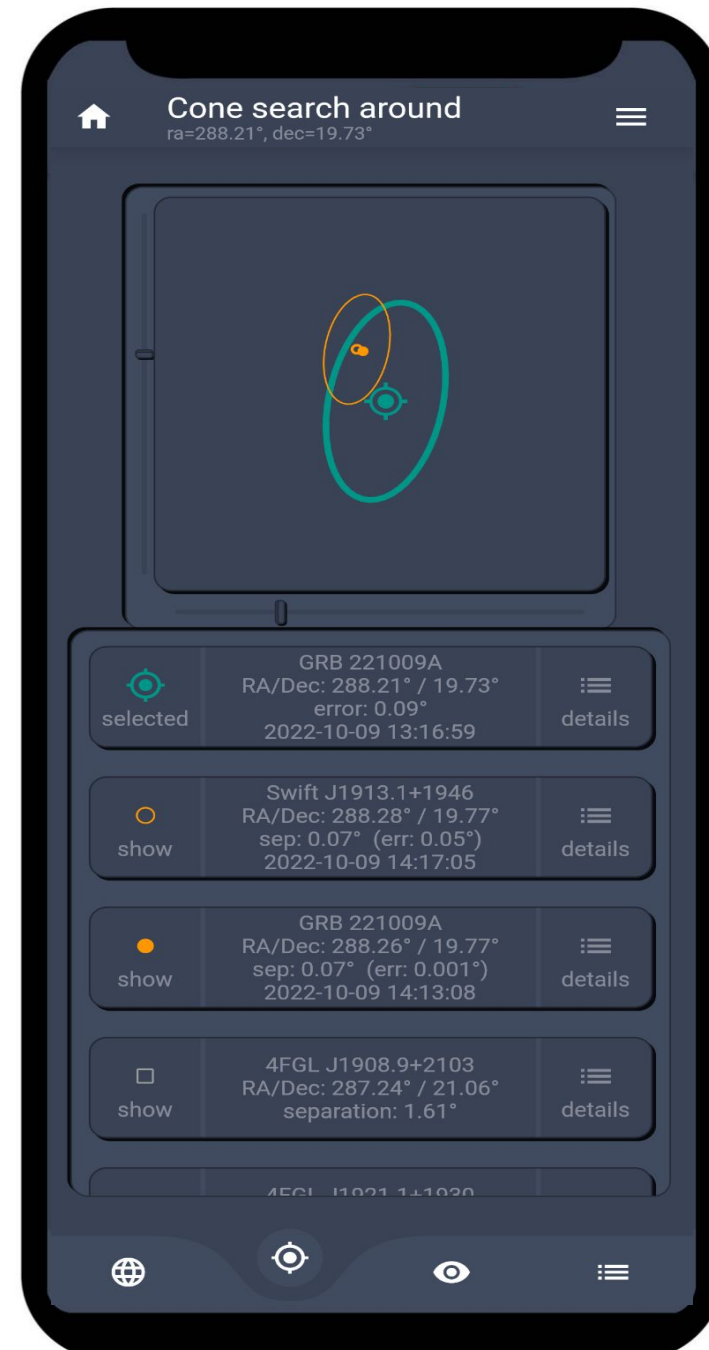 Cone search around
ra=288.21°, dec=19.73°
GRB 221009A
RA/Dec: 288.21° / 19.73°
error: 0.09°
2022-10-09 13:16:59
selected
details
Swift J1913.1+1946
RA/Dec: 288.28° / 19.77°
sep: 0.07° (err: 0.05°)
2022-10-09 14:17:05
show
details
GRB 221009A
RA/Dec: 288.26° / 19.77°
sep: 0.07° (err: 0.001°)
2022-10-09 14:13:08
show
details
4FGL J1908.9+2103
RA/Dec: 287.24° / 21.06°
separation: 1.61°
show
details
4FGL J1921.1+1930